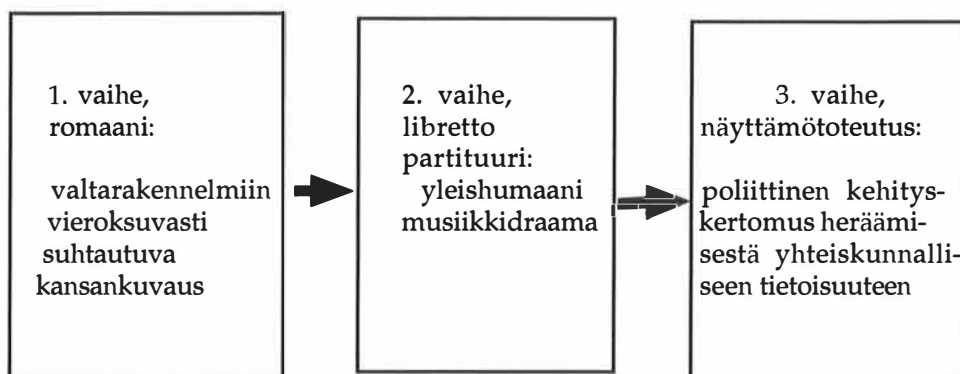 1. vaihe,
romaani:
valtarakennelmiin
vieroksuvasti
suhtautuva
kansankuvaus
2. vaihe,
libretto
partituuri:
yleishumaani
musiikkidraama
3. vaihe,
näyttämötoteutus:
poliittinen kehitys-
kertomus heräämi-
sestä yhteiskunnalli-
seen tietoisuuteen